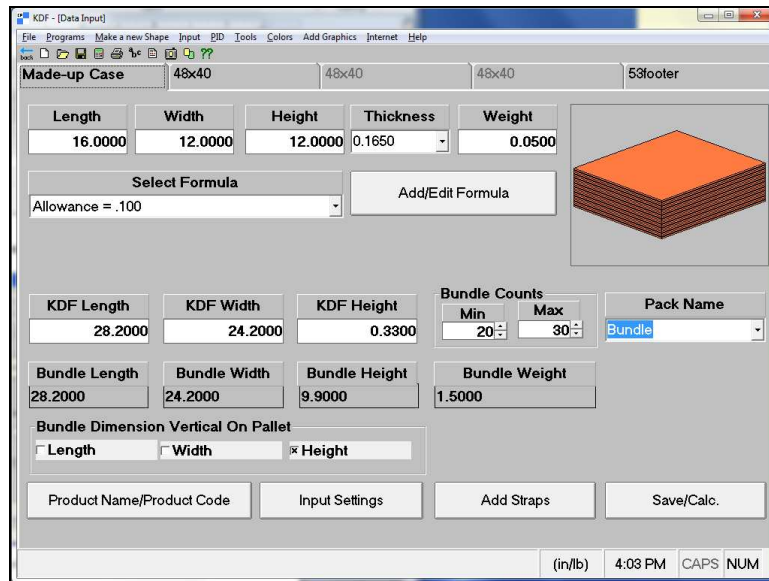 KDF - [Data Input]
File Programs Make a new Shape Input PID Tools Colors Add Graphics Internet Help
back ??
Made-up Case 48x40 48x40 48x40 53footer
Length Width Height Thickness Weight
16.0000 12.0000 12.0000 0.1650 0.0500
Select Formula
Allowance = .100
Add/Edit Formula
KDF Length KDF Width KDF Height Bundle Counts Pack Name
Min Max
28.2000 24.2000 0.3300 20 30 Bundle
Bundle Length Bundle Width Bundle Height Bundle Weight
28.2000 24.2000 9.9000 1.5000
Bundle Dimension Vertical On Pallet
Length Width Height
Product Name/Product Code Input Settings Add Straps Save/Calc.
(in/lb) 4:03 PM CAPS NUM